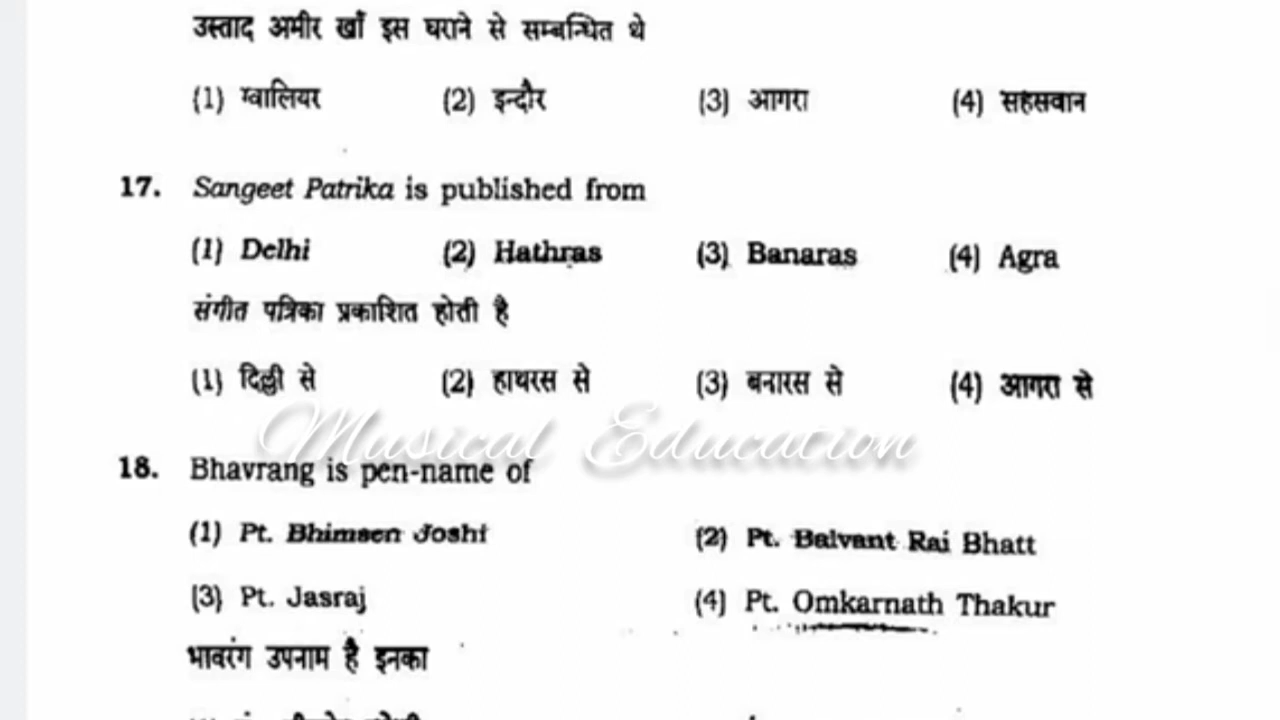 उस्ताद अमीर खाँ इस घराने से सम्बन्धित थे
(1) ग्वालियर (2) इन्दौर (3) आगरा (4) सहसवान
17. Sangeet Patrika is published from
(1) Delhi (2) Hathras (3) Banaras (4) Agra
संगीत पत्रिका प्रकाशित होती है
(1) दिल्ली से (2) हाथरस से (3) बनारस से (4) आगरा से
Musical Education
18. Bhavrang is pen-name of
(1) Pt. Bhimsen Joshi (2) Pt. Balvant Rai Bhatt
(3) Pt. Jasraj (4) Pt. Omkarnath Thakur
भावरंग उपनाम है इनका